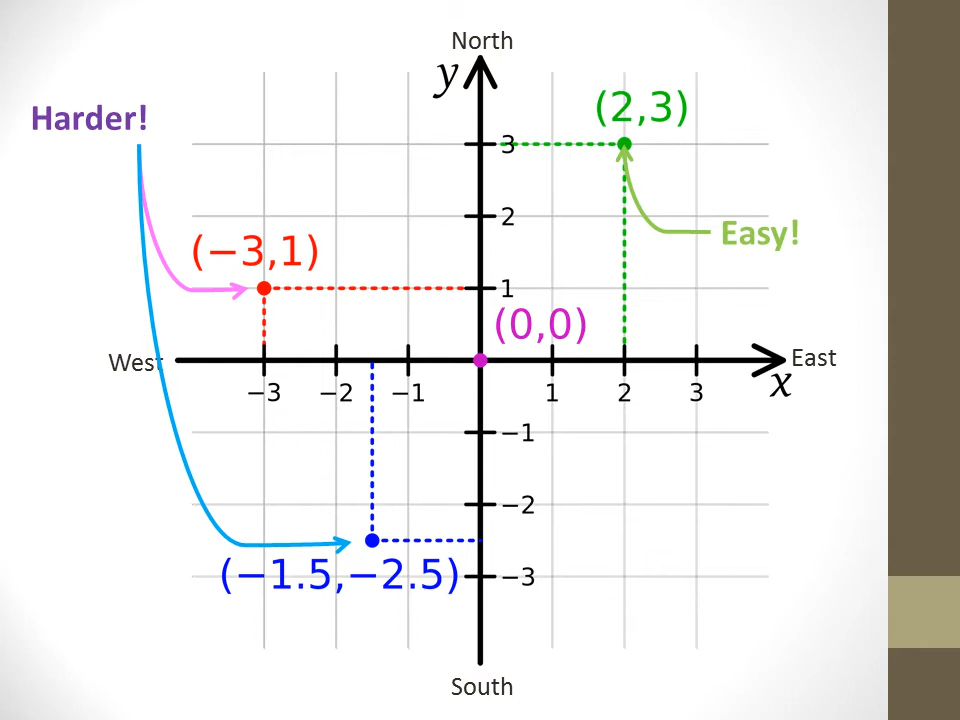 North
y
Harder!
(2,3)
3
2
Easy!
(−3,1)
1
(0,0)
West
East
x
−3
−2
−1
1
2
3
−1
−2
(−1.5,−2.5)
−3
South